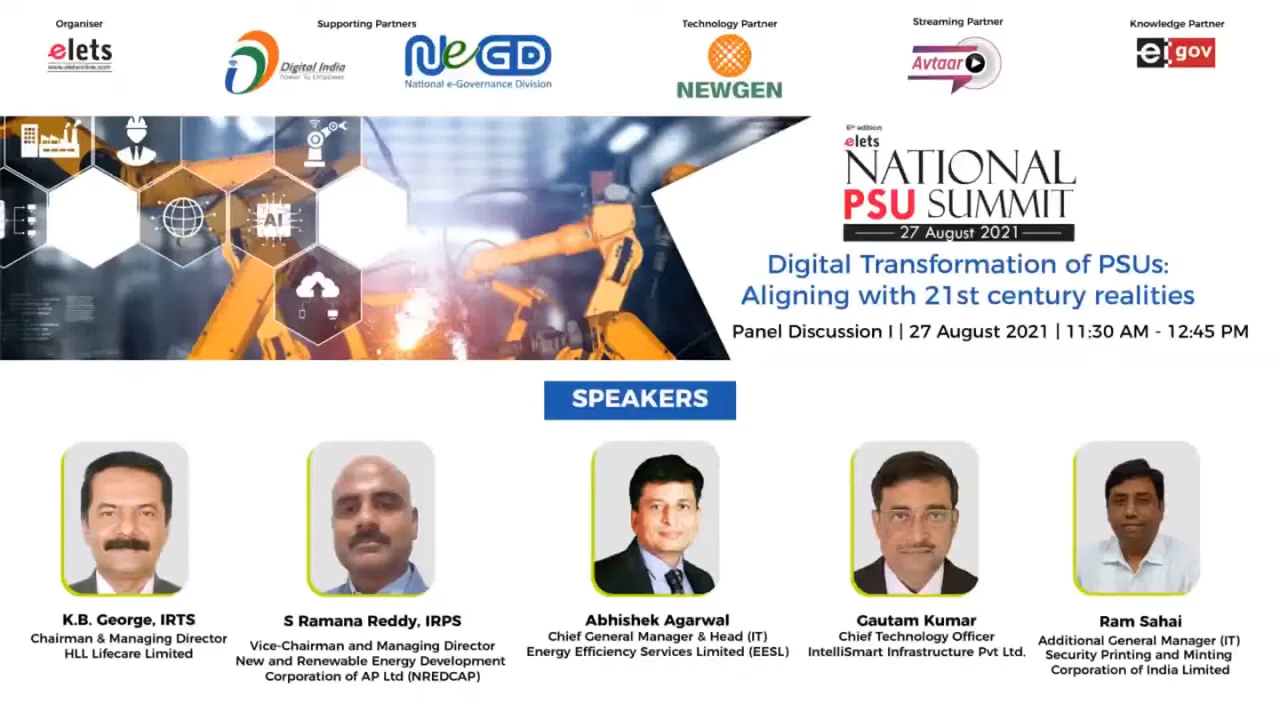 Organiser
elets
www.eletsonline.com
Supporting Partners
Digital India
Power To Empower
NeGD
National e-Governance Division
Technology Partner
NEWGEN
Streaming Partner
Avtaar
Knowledge Partner
e gov
AI
6th edition
elets
NATIONAL
PSU SUMMIT
27 August 2021
Digital Transformation of PSUs:
Aligning with 21st century realities
Panel Discussion I | 27 August 2021 | 11:30 AM - 12:45 PM
SPEAKERS
K.B. George, IRTS
Chairman & Managing Director
HLL Lifecare Limited
S Ramana Reddy, IRPS
Vice-Chairman and Managing Director
New and Renewable Energy Development
Corporation of AP Ltd (NREDCAP)
Abhishek Agarwal
Chief General Manager & Head (IT)
Energy Efficiency Services Limited (EESL)
Gautam Kumar
Chief Technology Officer
IntelliSmart Infrastructure Pvt Ltd.
Ram Sahai
Additional General Manager (IT)
Security Printing and Minting
Corporation of India Limited